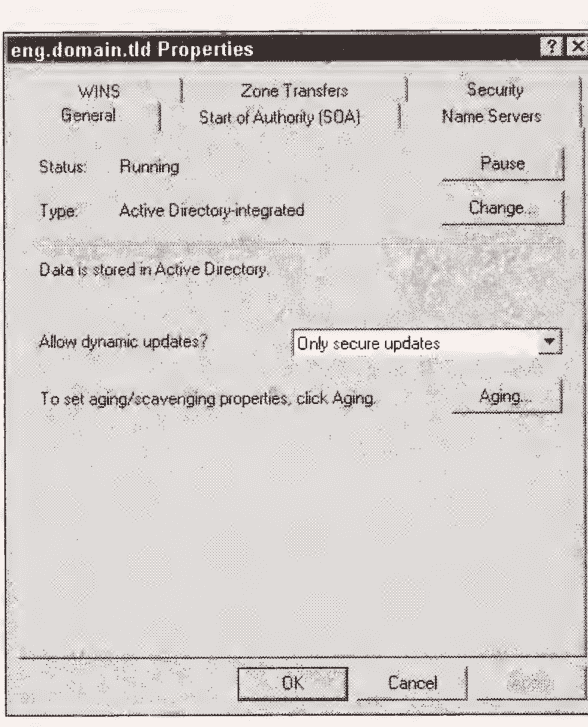 eng.domain.tld Properties
WINS Zone Transfers Security
General Start of Authority (SOA) Name Servers
Status: Running Pause
Type: Active Directory-integrated Change...
Data is stored in Active Directory.
Allow dynamic updates? Only secure updates
To set aging/scavenging properties, click Aging. Aging...
OK Cancel Apply